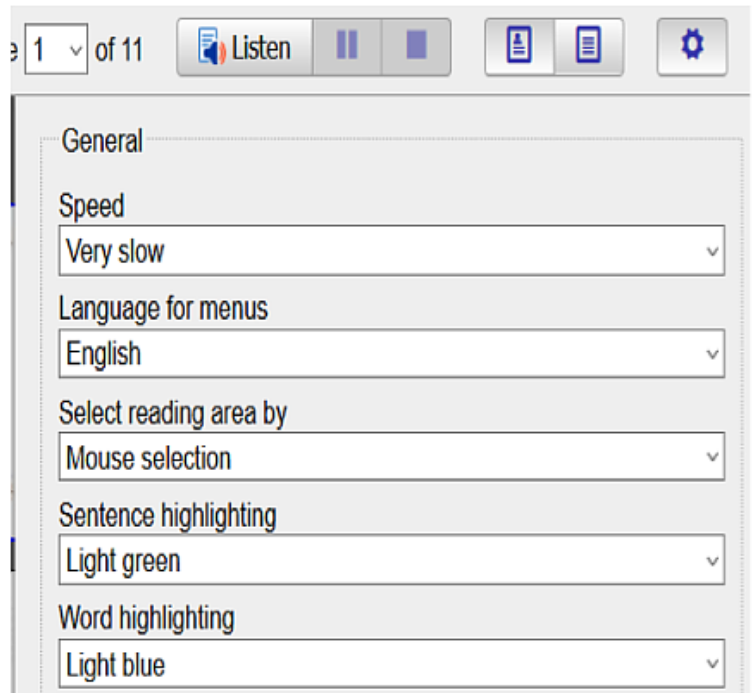 e 1 of 11 Listen
General
Speed
Very slow
Language for menus
English
Select reading area by
Mouse selection
Sentence highlighting
Light green
Word highlighting
Light blue